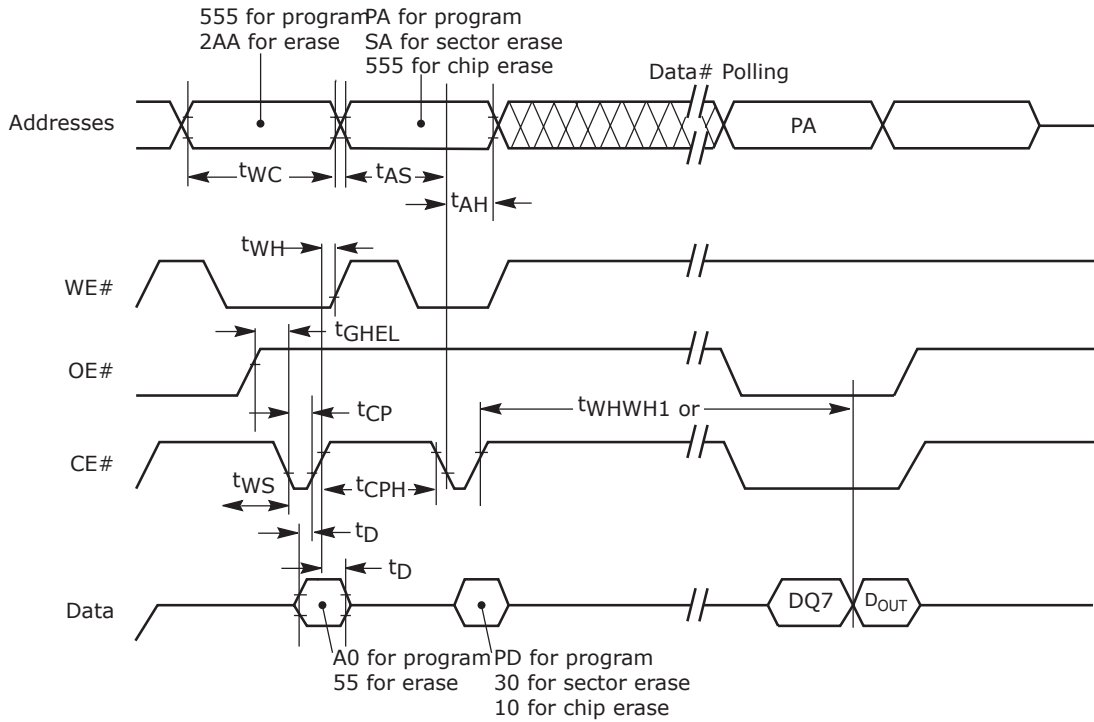 555 for program
2AA for erase
PA for program
SA for sector erase
555 for chip erase
Data# Polling
Addresses
PA
tWC
tAS
tAH
tWH
WE#
tGHEL
OE#
tCP
tWHWH1 or
CE#
tWS
tCPH
tD
tD
Data
DQ7
DOUT
A0 for program
55 for erase
PD for program
30 for sector erase
10 for chip erase